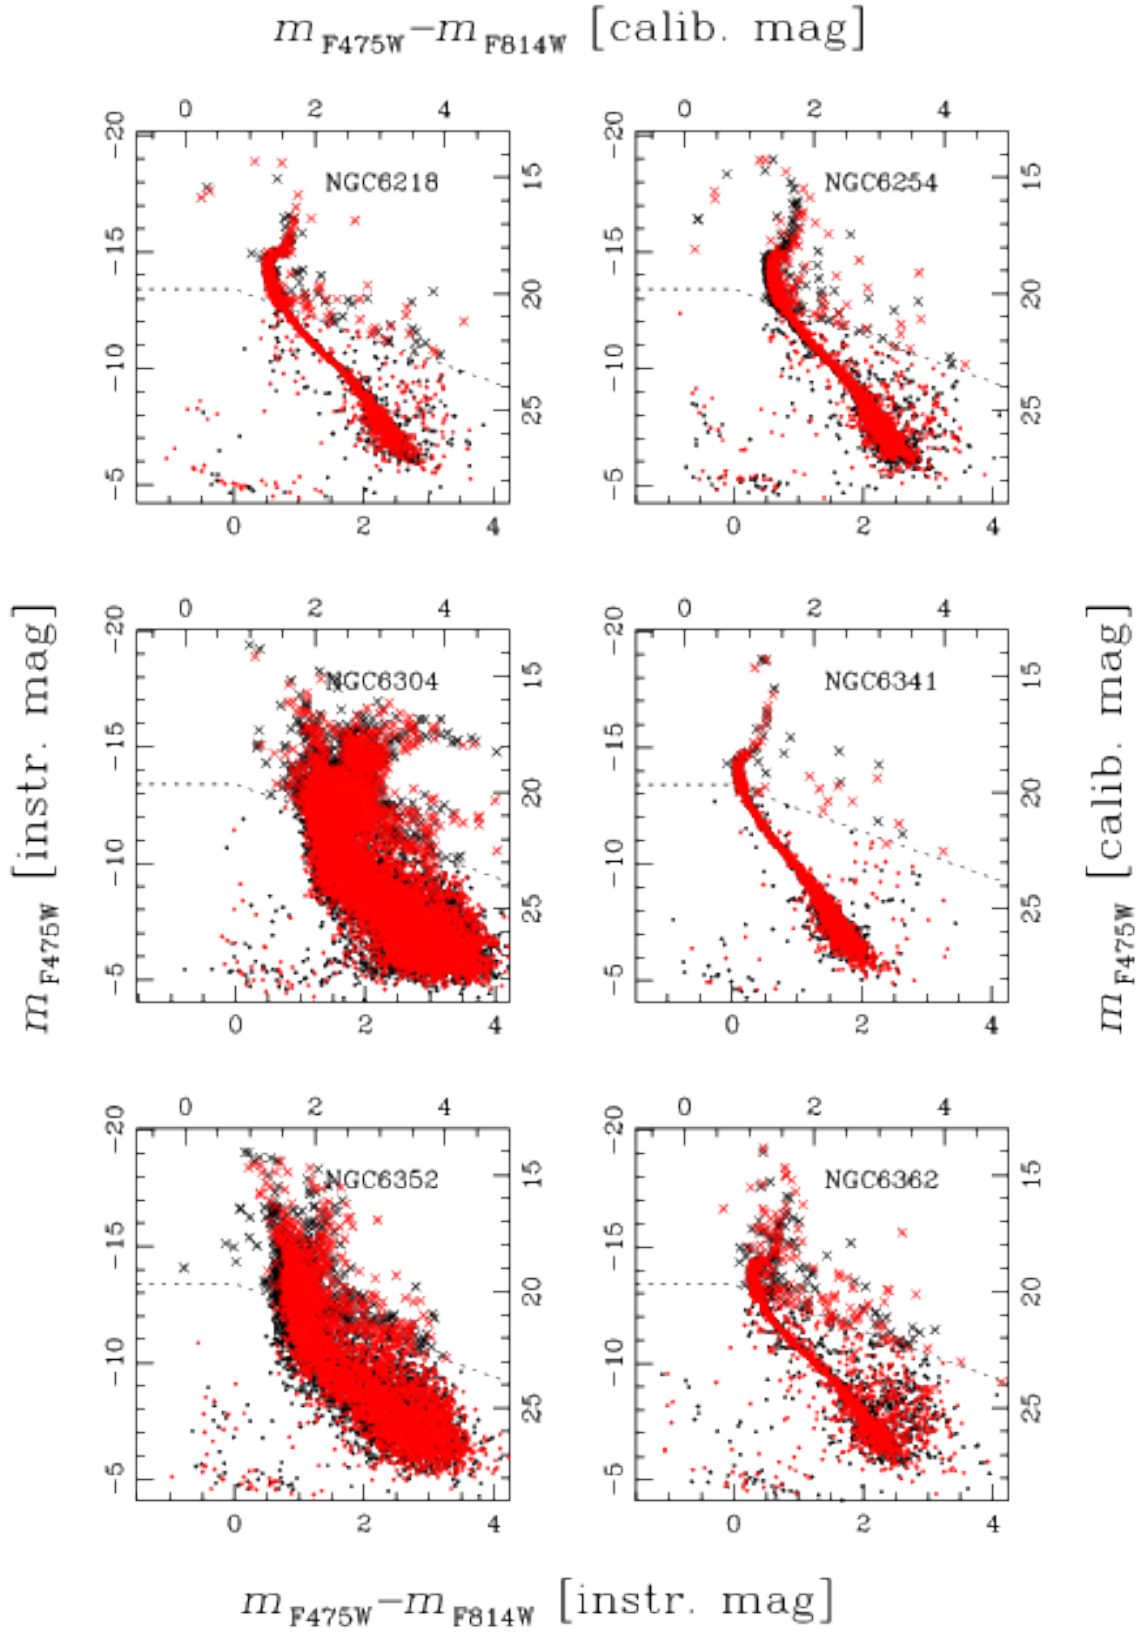 m F475W−m F814W [calib. mag]
0 2 4 0 2 4
−20 −15 −10 −5 NGC6218 15 20 25 −20 −15 −10 −5 NGC6254 15 20 25
0 2 4 0 2 4
0 2 4 0 2 4
m F475W [instr. mag]
−20 −15 −10 −5 NGC6304 15 20 25 −20 −15 −10 −5 NGC6341 15 20 25
m F475W [calib. mag]
0 2 4 0 2 4
0 2 4 0 2 4
−20 −15 −10 −5 NGC6352 15 20 25 −20 −15 −10 −5 NGC6362 15 20 25
0 2 4 0 2 4
m F475W−m F814W [instr. mag]